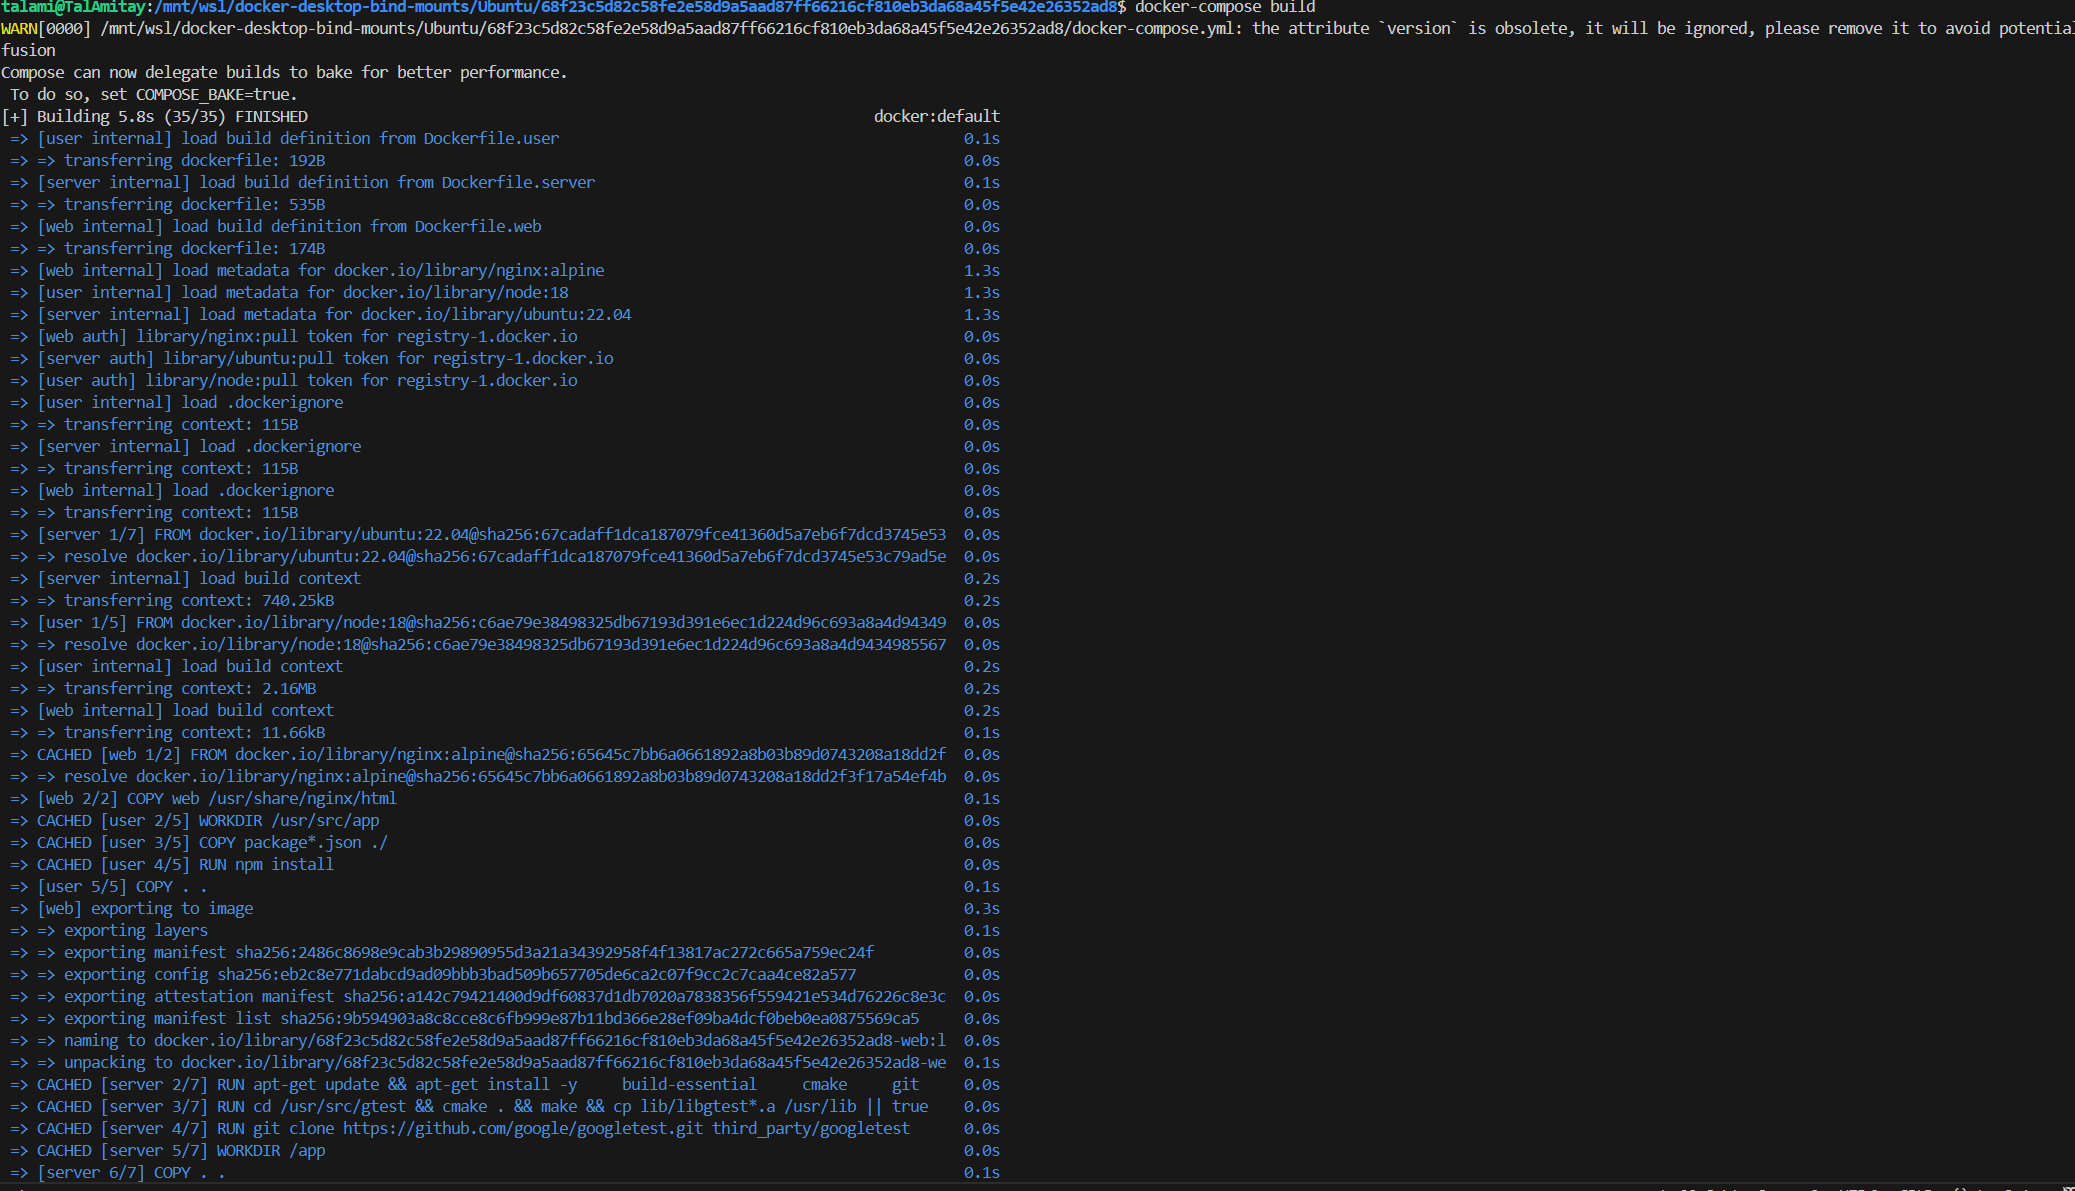 talami@TalAmitay:/mnt/wsl/docker-desktop-bind-mounts/Ubuntu/68f23c5d82c58fe2e58d9a5aad87ff66216cf810eb3da68a45f5e42e26352ad8$ docker-compose build
WARN[0000] /mnt/wsl/docker-desktop-bind-mounts/Ubuntu/68f23c5d82c58fe2e58d9a5aad87ff66216cf810eb3da68a45f5e42e26352ad8/docker-compose.yml: the attribute `version` is obsolete, it will be ignored, please remove it to avoid potential
fusion
Compose can now delegate builds to bake for better performance.
 To do so, set COMPOSE_BAKE=true.
[+] Building 5.8s (35/35) FINISHED docker:default
 => [user internal] load build definition from Dockerfile.user 0.1s
 => => transferring dockerfile: 192B 0.0s
 => [server internal] load build definition from Dockerfile.server 0.1s
 => => transferring dockerfile: 535B 0.0s
 => [web internal] load build definition from Dockerfile.web 0.0s
 => => transferring dockerfile: 174B 0.0s
 => [web internal] load metadata for docker.io/library/nginx:alpine 1.3s
 => [user internal] load metadata for docker.io/library/node:18 1.3s
 => [server internal] load metadata for docker.io/library/ubuntu:22.04 1.3s
 => [web auth] library/nginx:pull token for registry-1.docker.io 0.0s
 => [server auth] library/ubuntu:pull token for registry-1.docker.io 0.0s
 => [user auth] library/node:pull token for registry-1.docker.io 0.0s
 => [user internal] load .dockerignore 0.0s
 => => transferring context: 115B 0.0s
 => [server internal] load .dockerignore 0.0s
 => => transferring context: 115B 0.0s
 => [web internal] load .dockerignore 0.0s
 => => transferring context: 115B 0.0s
 => [server 1/7] FROM docker.io/library/ubuntu:22.04@sha256:67cadaff1dca187079fce41360d5a7eb6f7dcd3745e53 0.0s
 => => resolve docker.io/library/ubuntu:22.04@sha256:67cadaff1dca187079fce41360d5a7eb6f7dcd3745e53c79ad5e 0.0s
 => [server internal] load build context 0.2s
 => => transferring context: 740.25kB 0.2s
 => [user 1/5] FROM docker.io/library/node:18@sha256:c6ae79e38498325db67193d391e6ec1d224d96c693a8a4d94349 0.0s
 => => resolve docker.io/library/node:18@sha256:c6ae79e38498325db67193d391e6ec1d224d96c693a8a4d9434985567 0.0s
 => [user internal] load build context 0.2s
 => => transferring context: 2.16MB 0.2s
 => [web internal] load build context 0.2s
 => => transferring context: 11.66kB 0.1s
 => CACHED [web 1/2] FROM docker.io/library/nginx:alpine@sha256:65645c7bb6a0661892a8b03b89d0743208a18dd2f 0.0s
 => => resolve docker.io/library/nginx:alpine@sha256:65645c7bb6a0661892a8b03b89d0743208a18dd2f3f17a54ef4b 0.0s
 => [web 2/2] COPY web /usr/share/nginx/html 0.1s
 => CACHED [user 2/5] WORKDIR /usr/src/app 0.0s
 => CACHED [user 3/5] COPY package*.json ./ 0.0s
 => CACHED [user 4/5] RUN npm install 0.0s
 => [user 5/5] COPY . . 0.1s
 => [web] exporting to image 0.3s
 => => exporting layers 0.1s
 => => exporting manifest sha256:2486c8698e9cab3b29890955d3a21a34392958f4f13817ac272c665a759ec24f 0.0s
 => => exporting config sha256:eb2c8e771dabcd9ad09bbb3bad509b657705de6ca2c07f9cc2c7caa4ce82a577 0.0s
 => => exporting attestation manifest sha256:a142c79421400d9df60837d1db7020a7838356f559421e534d76226c8e3c 0.0s
 => => exporting manifest list sha256:9b594903a8c8cce8c6fb999e87b11bd366e28ef09ba4dcf0beb0ea0875569ca5 0.0s
 => => naming to docker.io/library/68f23c5d82c58fe2e58d9a5aad87ff66216cf810eb3da68a45f5e42e26352ad8-web:l 0.0s
 => => unpacking to docker.io/library/68f23c5d82c58fe2e58d9a5aad87ff66216cf810eb3da68a45f5e42e26352ad8-we 0.1s
 => CACHED [server 2/7] RUN apt-get update && apt-get install -y     build-essential     cmake     git 0.0s
 => CACHED [server 3/7] RUN cd /usr/src/gtest && cmake . && make && cp lib/libgtest*.a /usr/lib || true 0.0s
 => CACHED [server 4/7] RUN git clone https://github.com/google/googletest.git third_party/googletest 0.0s
 => CACHED [server 5/7] WORKDIR /app 0.0s
 => [server 6/7] COPY . . 0.1s